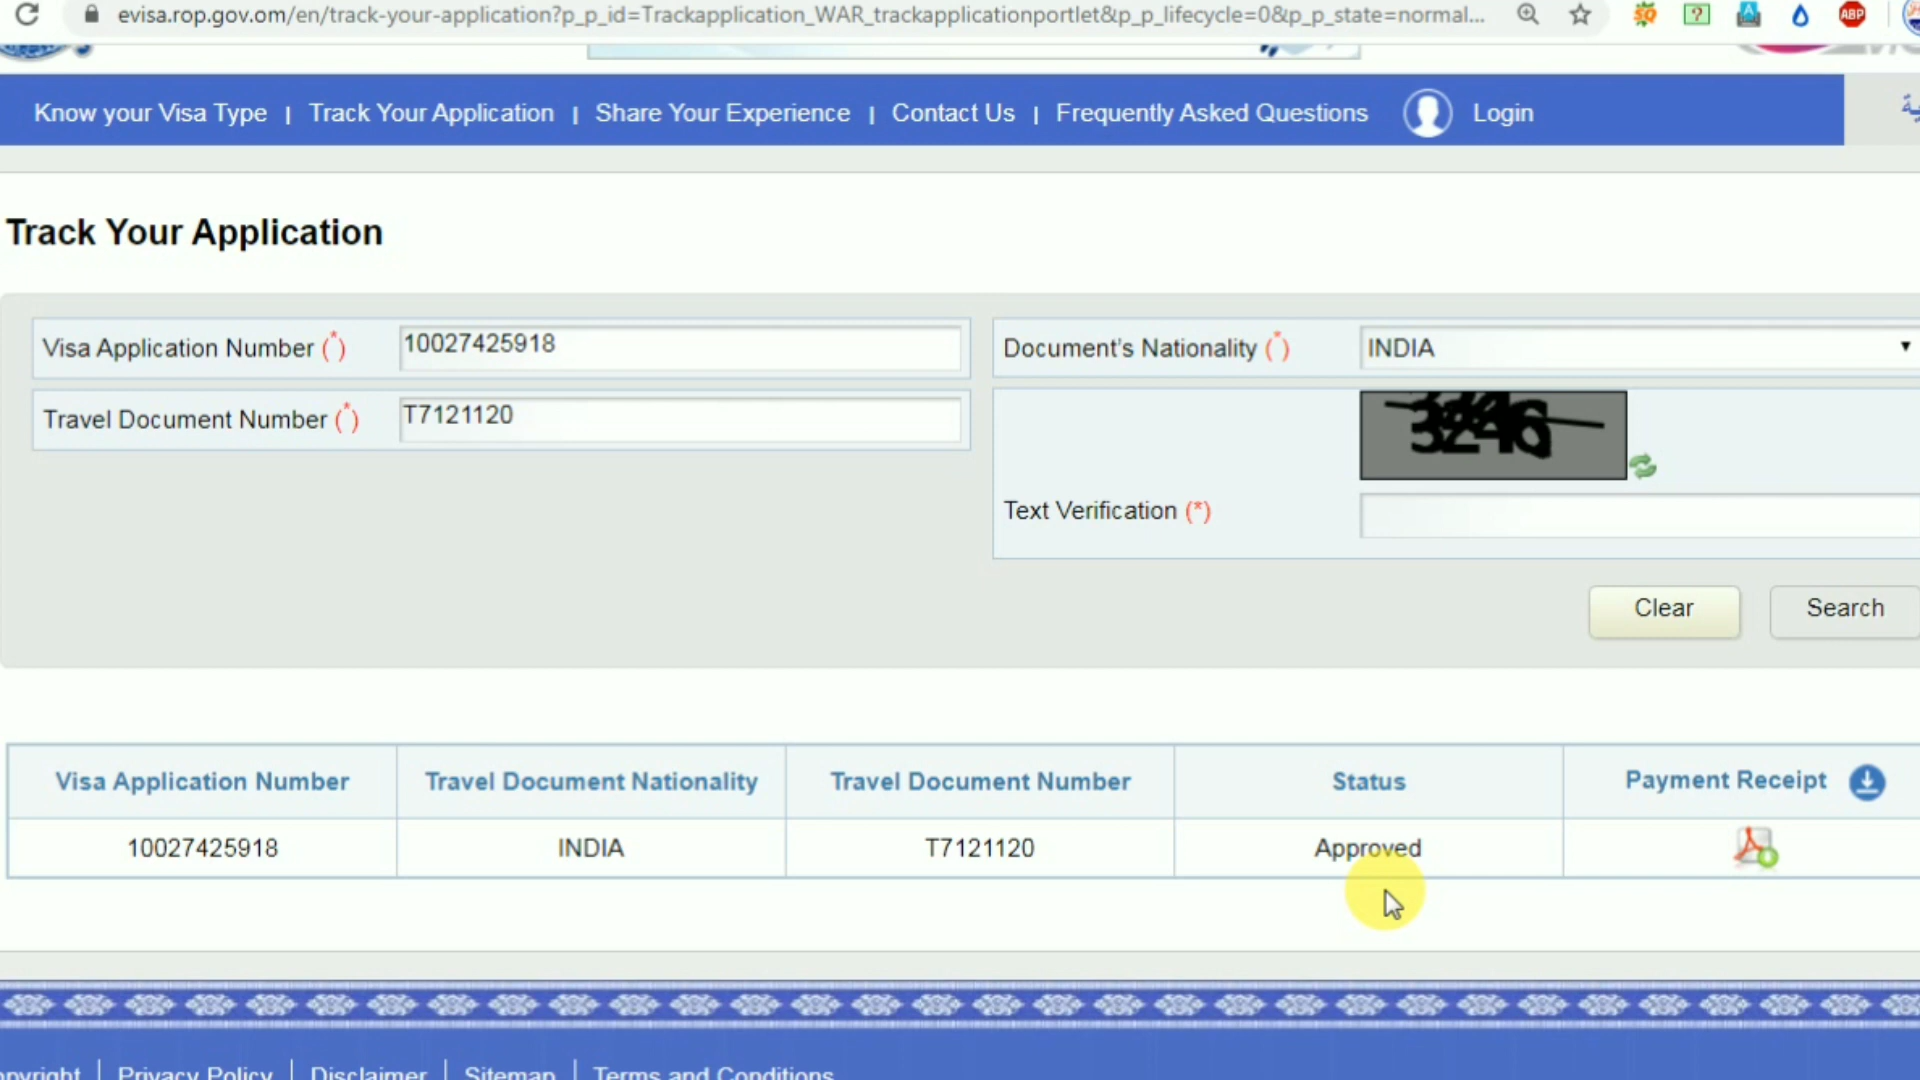 evisa.rop.gov.om/en/track-your-application?p_p_id=Trackapplication_WAR_trackapplicationportlet&p_p_lifecycle=0&p_p_state=normal...
ABP
Know your Visa Type | Track Your Application | Share Your Experience | Contact Us | Frequently Asked Questions Login
Track Your Application
Visa Application Number (*) 10027425918 Document's Nationality (*) INDIA
Travel Document Number (*) T7121120
Text Verification (*)
Clear Search
Visa Application Number Travel Document Nationality Travel Document Number Status Payment Receipt
10027425918 INDIA T7121120 Approved
Privacy Policy | Disclaimer | Sitemap | Terms and Conditions